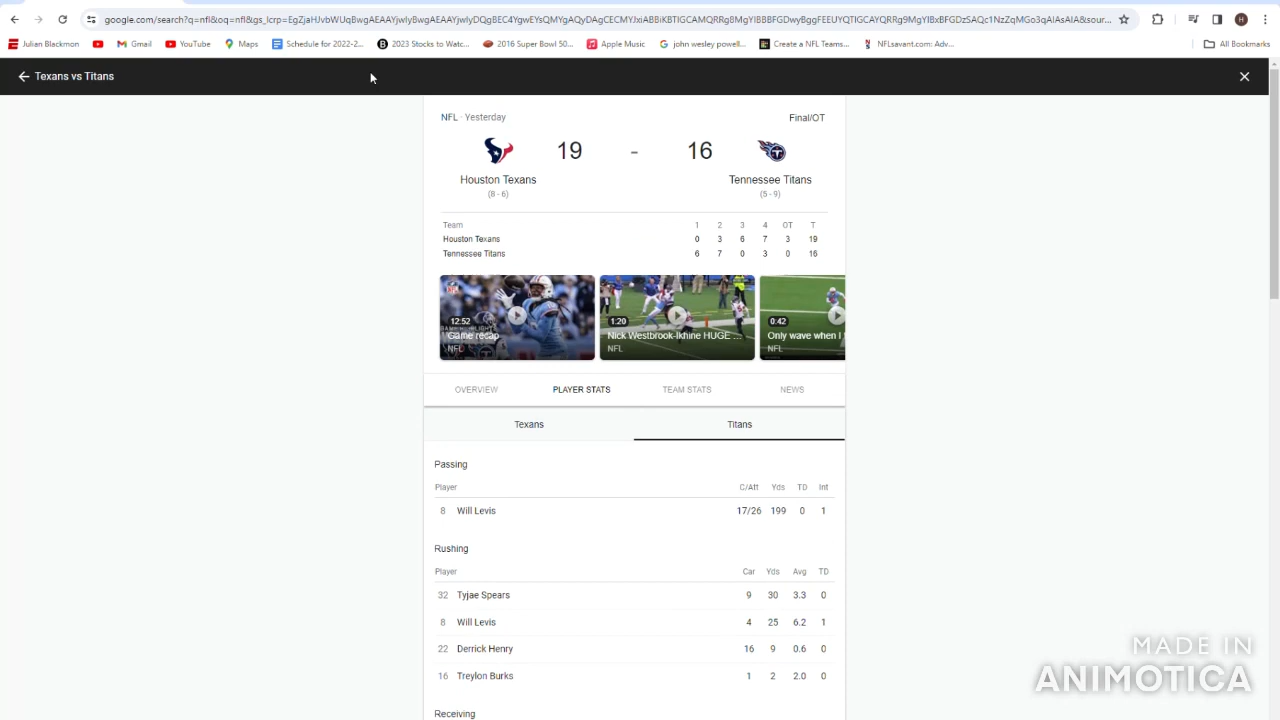 google.com/search?q=nfl&oq=nfl&gs_lcrp=
H
Julian Blackmon
Gmail
YouTube
Maps
Schedule for 2022-2...
2023 Stocks to Watc...
2016 Super Bowl 50...
Apple Music
john wesley powell...
Create a NFL Teams...
NFLsavant.com: Adv...
All Bookmarks
Texans vs Titans
NFL · Yesterday
Final/OT
19 - 16
Houston Texans
Tennessee Titans
(8 - 6)
(5 - 9)
Team 1 2 3 4 OT T
Houston Texans 0 3 6 7 3 19
Tennessee Titans 6 7 0 3 0 16
12:52
Game recap
NFL
1:20
Nick Westbrook-Ikhine HUGE ...
NFL
0:42
Only wave when I
NFL
OVERVIEW PLAYER STATS TEAM STATS NEWS
Texans Titans
Passing
Player C/Att Yds TD Int
8 Will Levis 17/26 199 0 1
Rushing
Player Car Yds Avg TD
32 Tyjae Spears 9 30 3.3 0
8 Will Levis 4 25 6.2 1
22 Derrick Henry 16 9 0.6 0
16 Treylon Burks 1 2 2.0 0
Receiving
MADE IN
ANIMOTICA